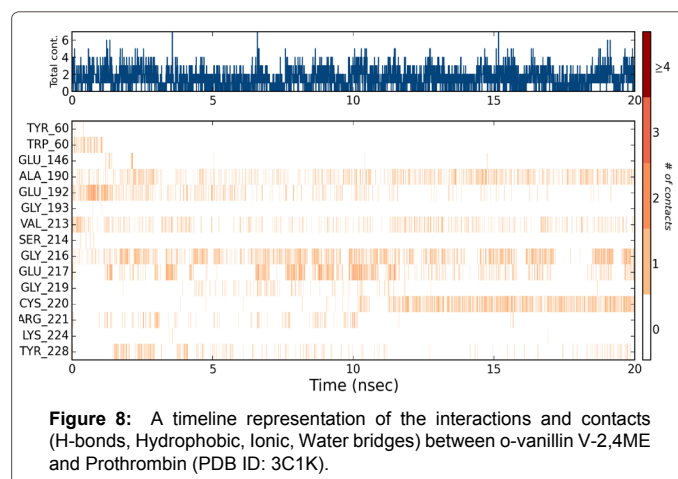 Total cont.
6
4
2
0
0
5
10
15
20
TYR_60
TRP_60
GLU_146
ALA_190
GLU_192
GLY_193
VAL_213
SER_214
GLY_216
GLU_217
GLY_219
CYS_220
ARG_221
LYS_224
TYR_228
0
5
10
15
20
Time (nsec)
≥4
3
2
1
0
# of contacts
Figure 8: A timeline representation of the interactions and contacts
(H-bonds, Hydrophobic, Ionic, Water bridges) between o-vanillin V-2,4ME
and Prothrombin (PDB ID: 3C1K).